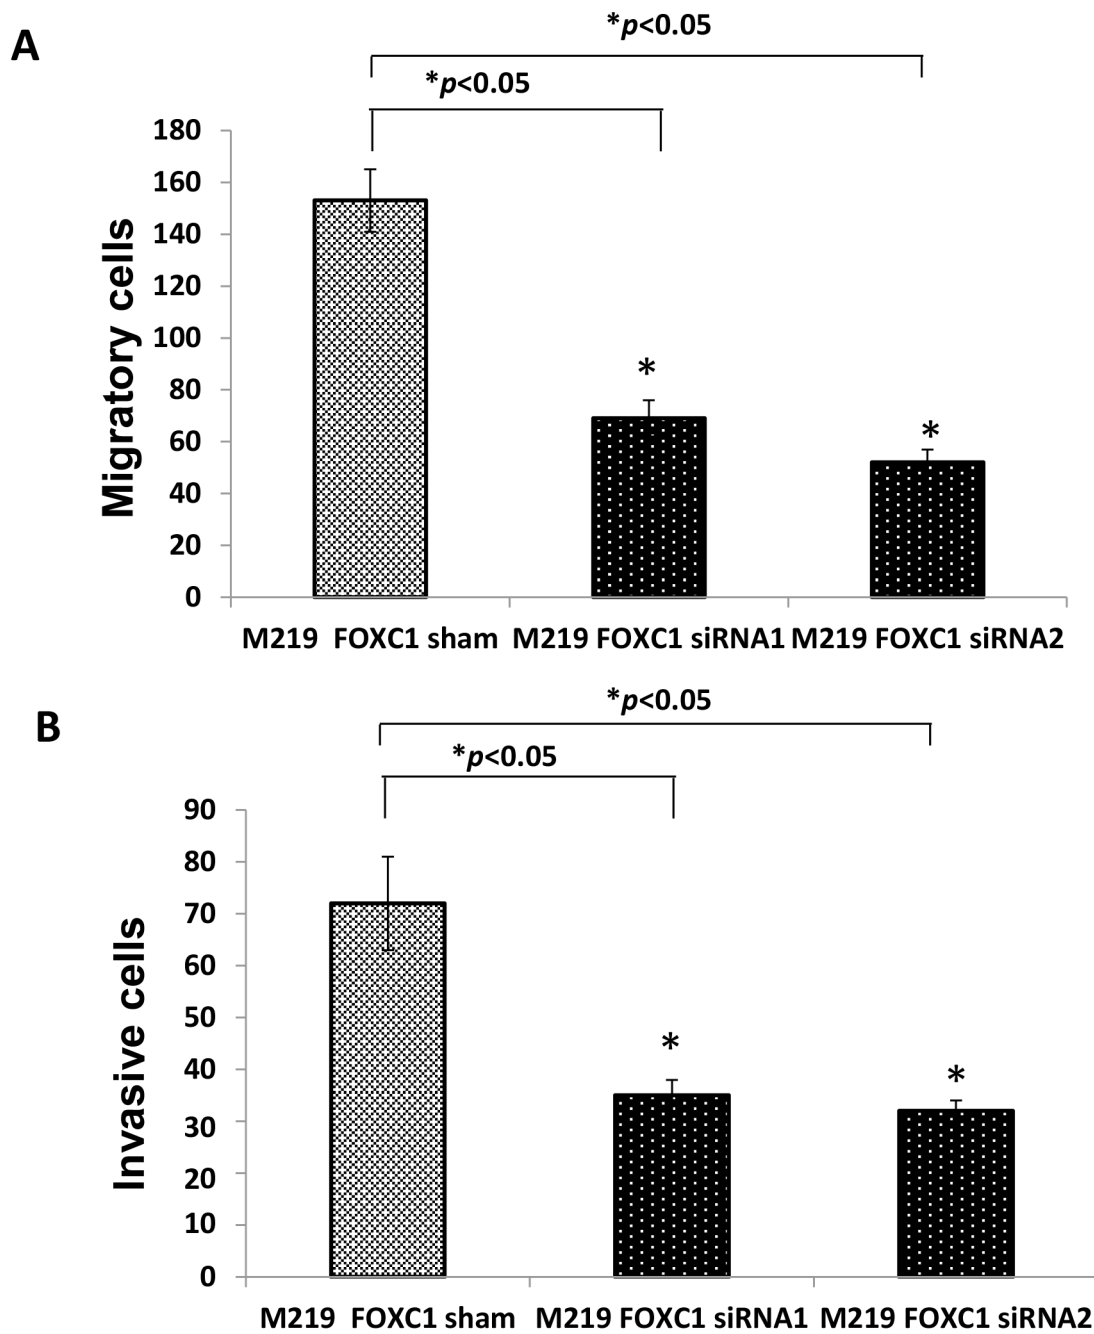 A
*p<0.05
*p<0.05
180
160
140
120
100
80
60
40
20
0
Migratory cells
*
*
M219 FOXC1 sham M219 FOXC1 siRNA1 M219 FOXC1 siRNA2
B
*p<0.05
*p<0.05
90
80
70
60
50
40
30
20
10
0
Invasive cells
*
*
M219 FOXC1 sham M219 FOXC1 siRNA1 M219 FOXC1 siRNA2